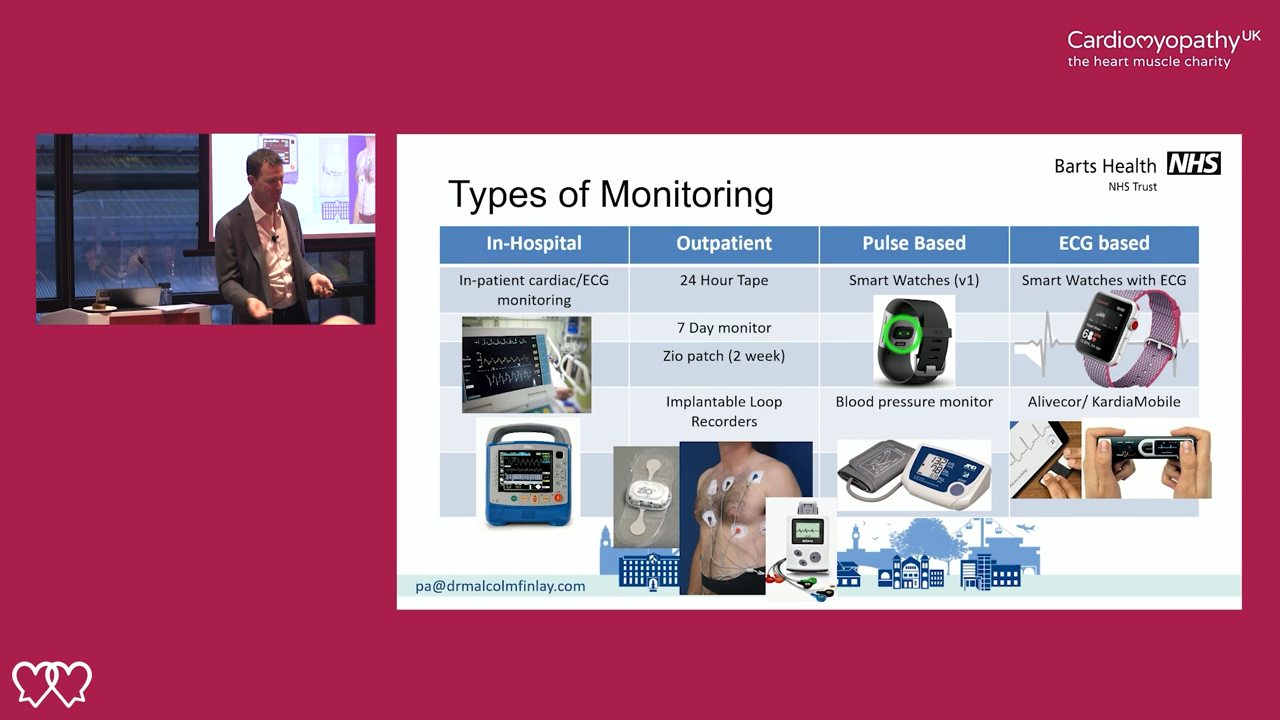 Cardiomyopathy UK
the heart muscle charity
Barts Health NHS
NHS Trust
Types of Monitoring
In-Hospital
Outpatient
Pulse Based
ECG based
In-patient cardiac/ECG
monitoring
24 Hour Tape
Smart Watches (v1)
Smart Watches with ECG
7 Day monitor
Zio patch (2 week)
Implantable Loop
Recorders
Blood pressure monitor
Alivecor/ KardiaMobile
ZIO
pa@drmalcolmfinlay.com